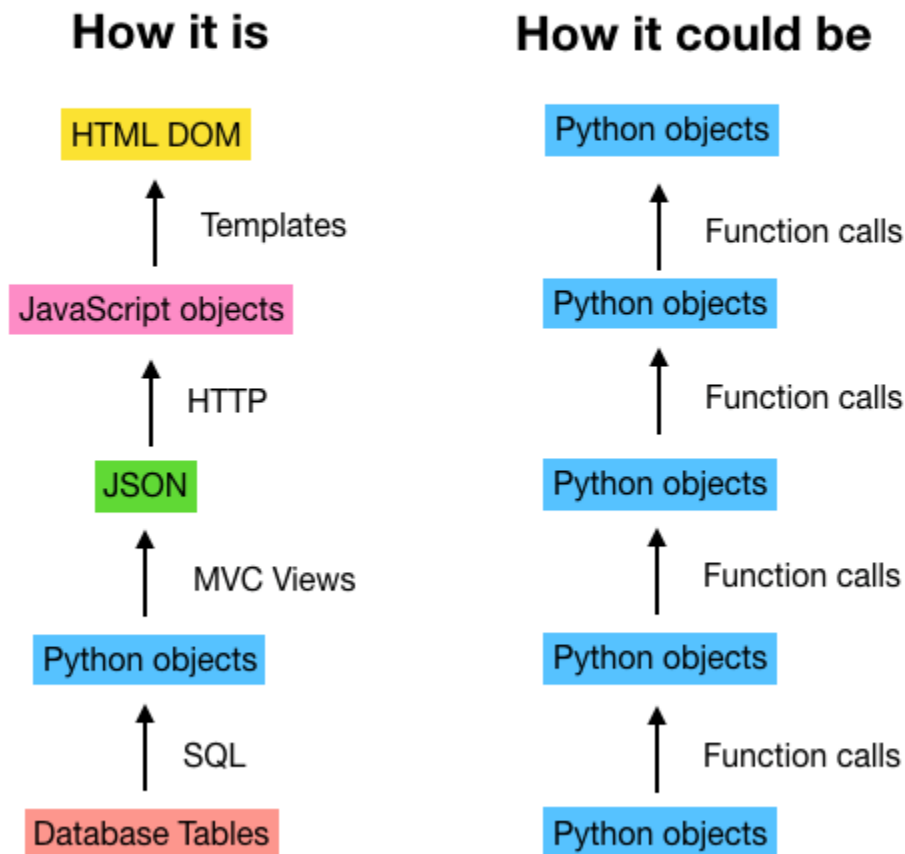 How it is
HTML DOM
Templates
JavaScript objects
HTTP
JSON
MVC Views
Python objects
SQL
Database Tables
How it could be
Python objects
Function calls
Python objects
Function calls
Python objects
Function calls
Python objects
Function calls
Python objects